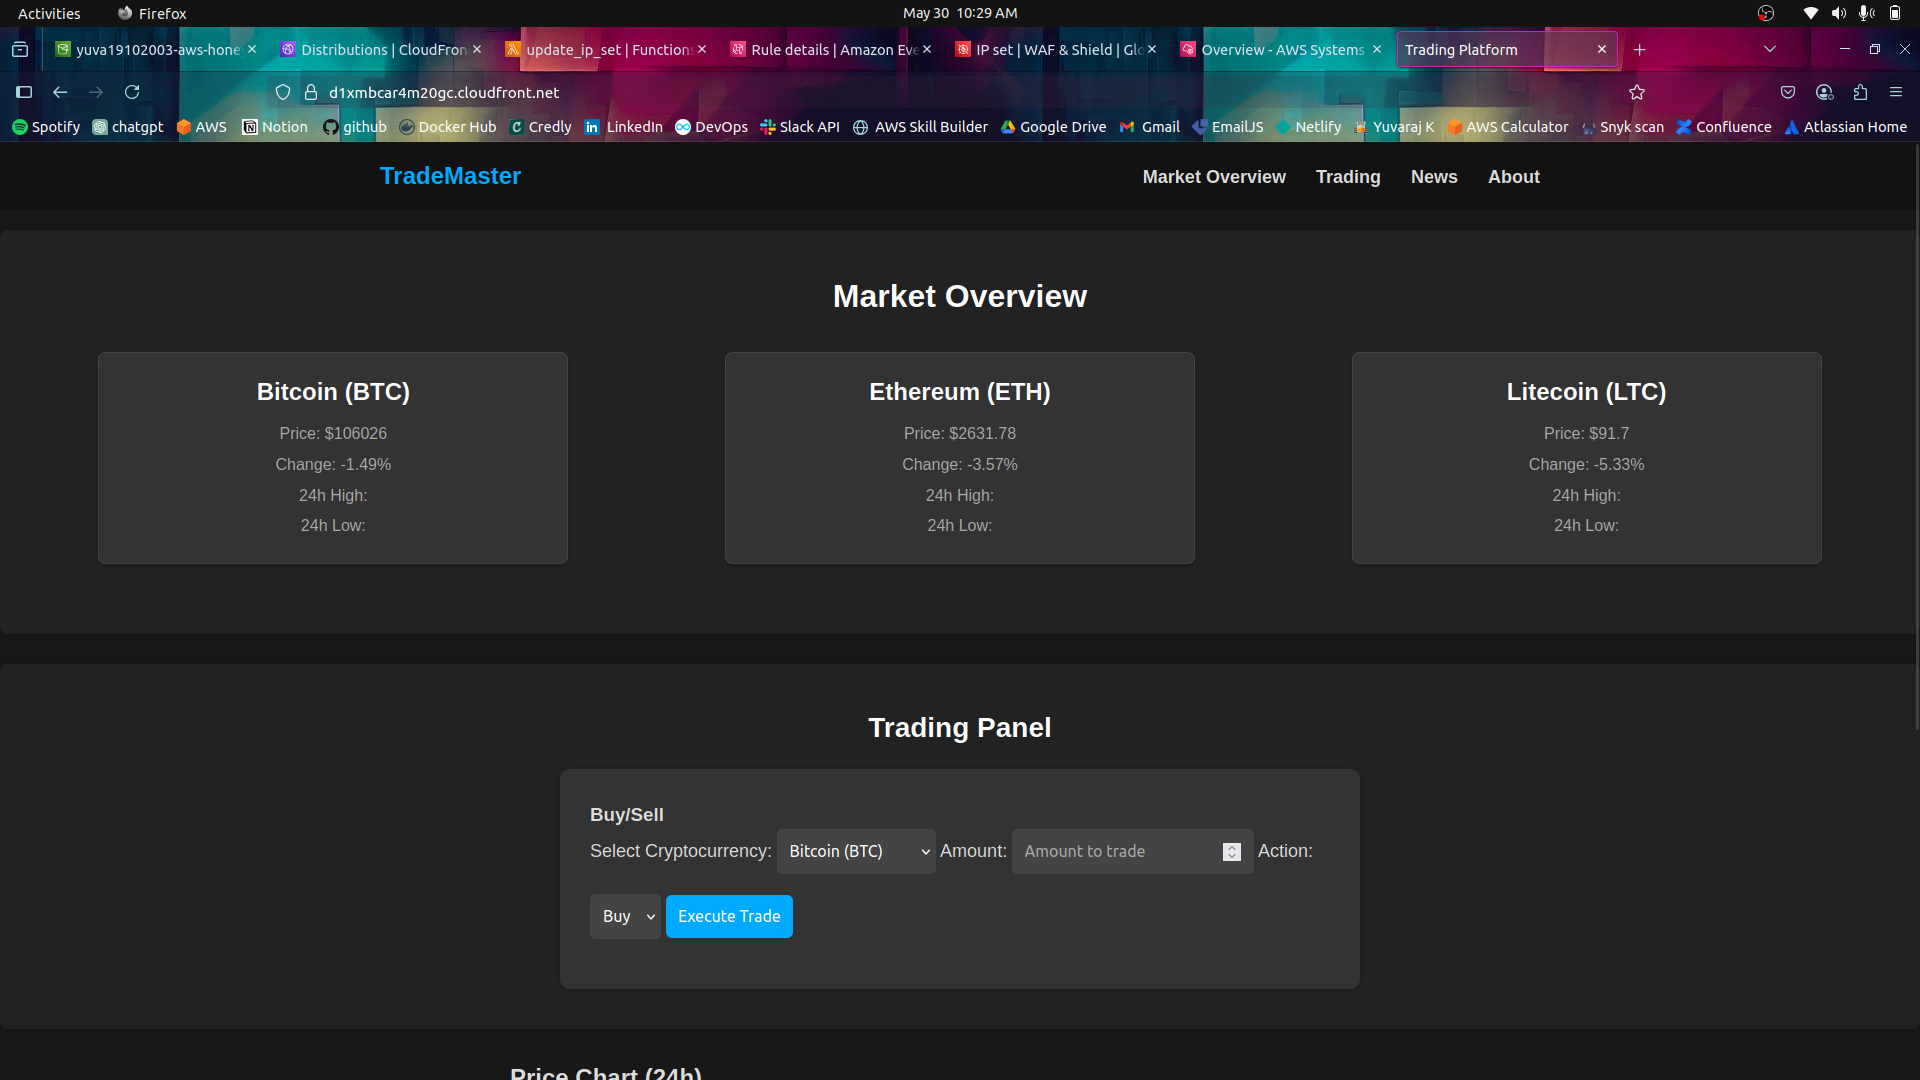 Activities Firefox May 30 10:29 AM
yuva19102003-aws-hone Distributions | CloudFron update_ip_set | Functions Rule details | Amazon Eve IP set | WAF & Shield | Glo Overview - AWS Systems Trading Platform
d1xmbcar4m20gc.cloudfront.net
Spotify chatgpt AWS Notion github Docker Hub Credly LinkedIn DevOps Slack API AWS Skill Builder Google Drive Gmail EmailJS Netlify Yuvaraj K AWS Calculator Snyk scan Confluence Atlassian Home
TradeMaster Market Overview Trading News About
Market Overview
Bitcoin (BTC) Ethereum (ETH) Litecoin (LTC)
Price: $106026 Price: $2631.78 Price: $91.7
Change: -1.49% Change: -3.57% Change: -5.33%
24h High: 24h High: 24h High:
24h Low: 24h Low: 24h Low:
Trading Panel
Buy/Sell
Select Cryptocurrency: Bitcoin (BTC) Amount: Amount to trade Action:
Buy Execute Trade
Price Chart (24h)